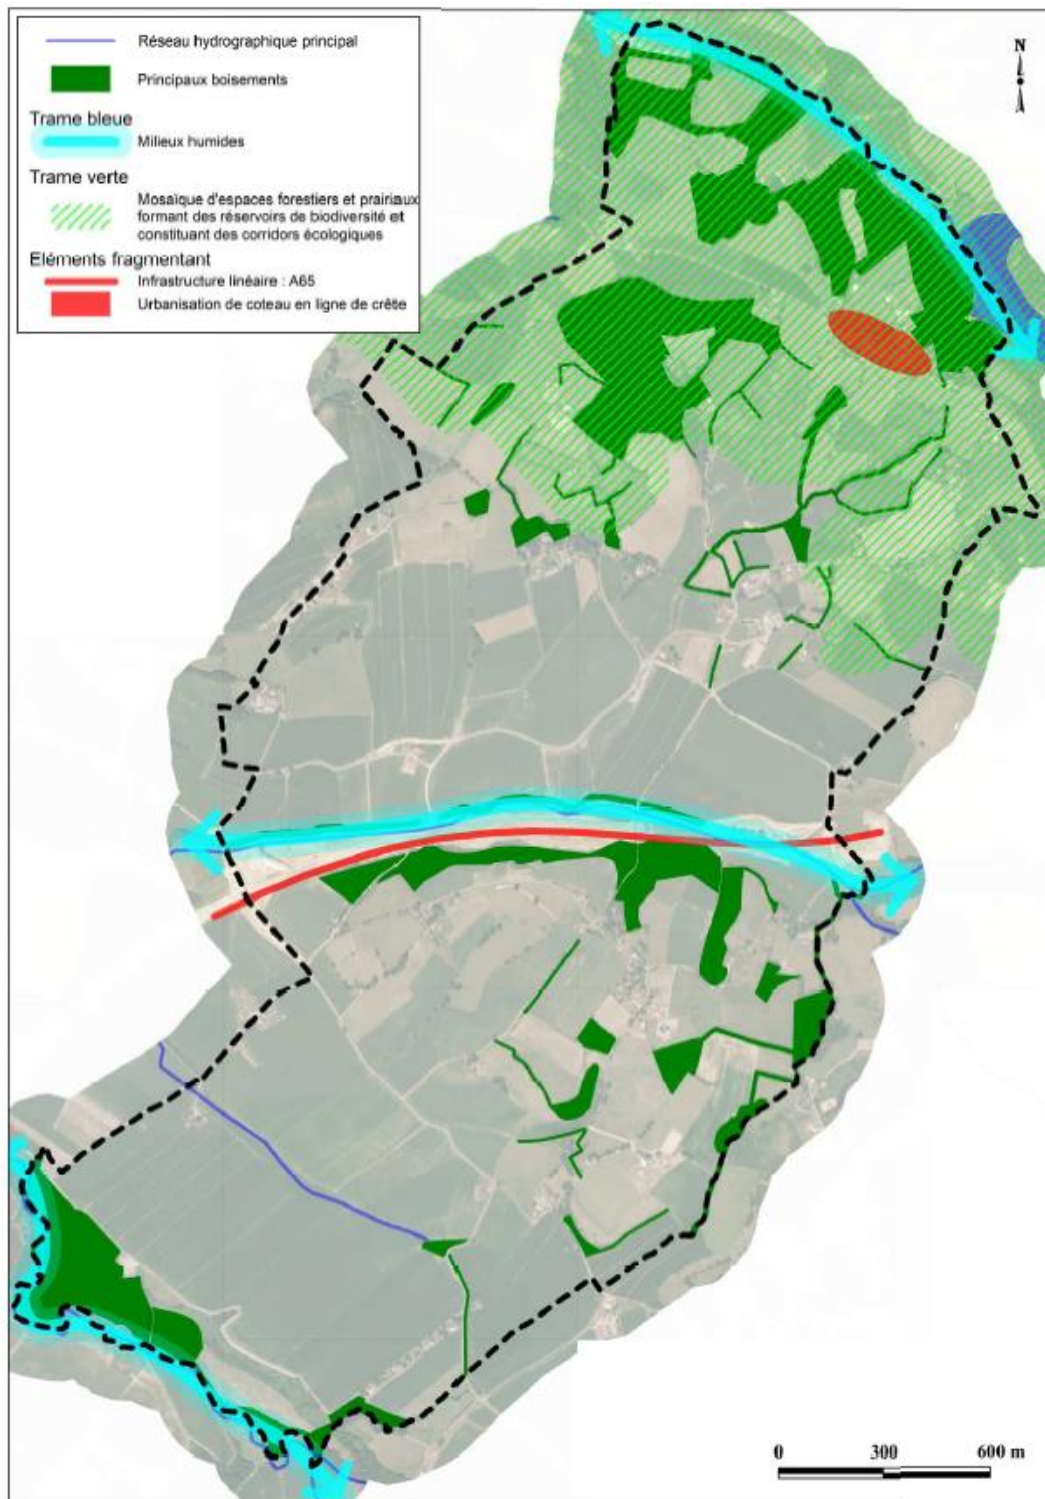 Réseau hydrographique principal
Principaux boisements
Trame bleue
Milieux humides
Trame verte
Mosaïque d'espaces forestiers et prairiaux
formant des réservoirs de biodiversité et
constituant des corridors écologiques
Eléments fragmentant
Infrastructure linéaire : A65
Urbanisation de coteau en ligne de crête
N
0 300 600 m